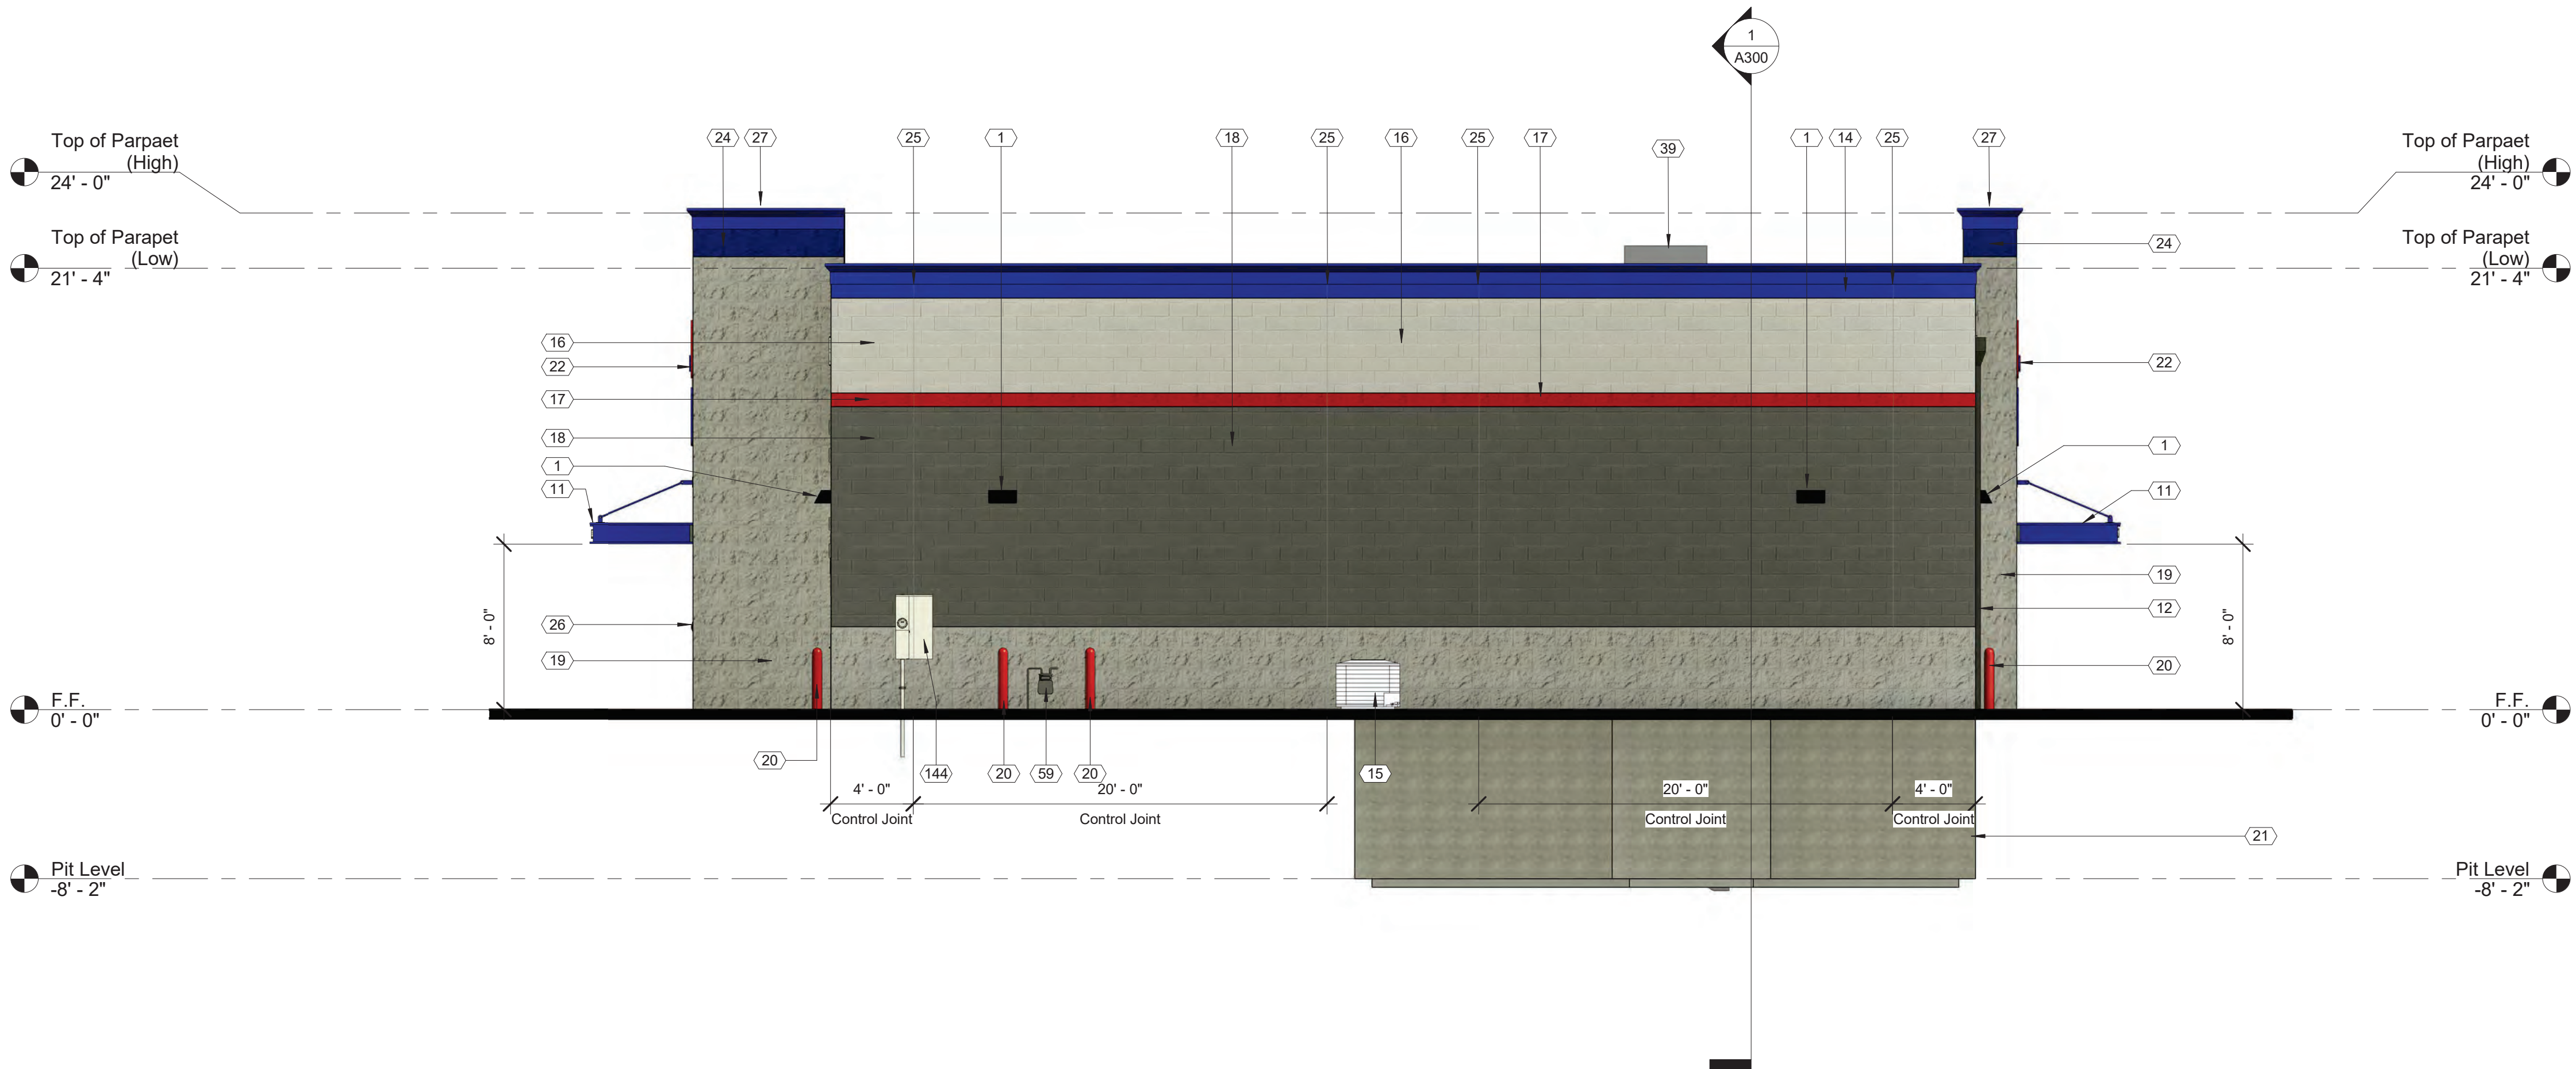 1
A300
Top of Parpaet
(High)
24' - 0"
24
27
25
1
18
25
16
25
17
39
1
14
25
27
Top of Parpaet
(High)
24' - 0"
Top of Parapet
(Low)
21' - 4"
24
Top of Parapet
(Low)
21' - 4"
16
22
22
17
18
1
1
11
11
19
8' - 0"
26
12
8' - 0"
19
20
F.F.
0' - 0"
F.F.
0' - 0"
20
144
20
59
20
15
4' - 0"
20' - 0"
20' - 0"
4' - 0"
Control Joint
Control Joint
Control Joint
Control Joint
21
Pit Level
-8' - 2"
Pit Level
-8' - 2"